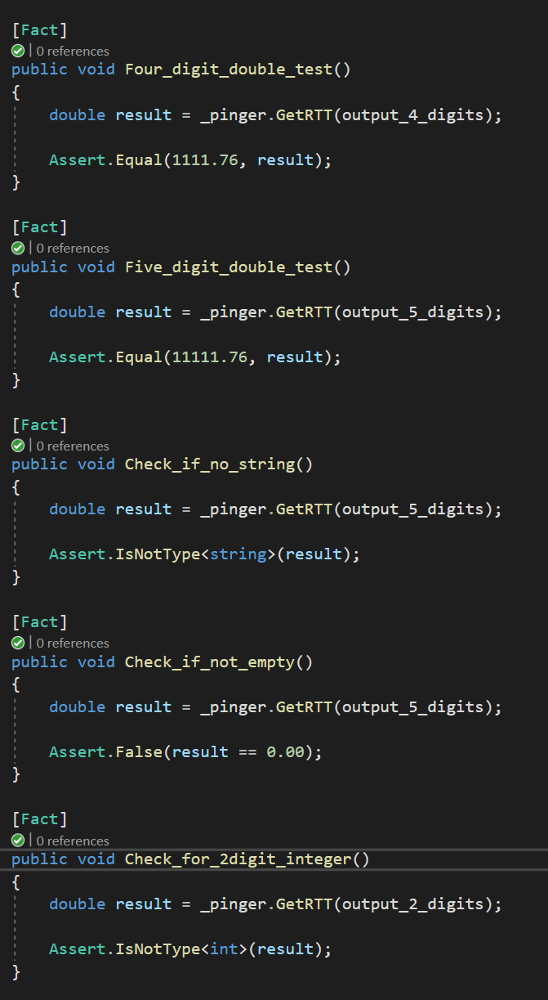 [Fact]
0 references
public void Four_digit_double_test()
{
double result = _pinger.GetRTT(output_4_digits);
Assert.Equal(1111.76, result);
}
[Fact]
0 references
public void Five_digit_double_test()
{
double result = _pinger.GetRTT(output_5_digits);
Assert.Equal(11111.76, result);
}
[Fact]
0 references
public void Check_if_no_string()
{
double result = _pinger.GetRTT(output_5_digits);
Assert.IsNotType<string>(result);
}
[Fact]
0 references
public void Check_if_not_empty()
{
double result = _pinger.GetRTT(output_5_digits);
Assert.False(result == 0.00);
}
[Fact]
0 references
public void Check_for_2digit_integer()
{
double result = _pinger.GetRTT(output_2_digits);
Assert.IsNotType<int>(result);
}